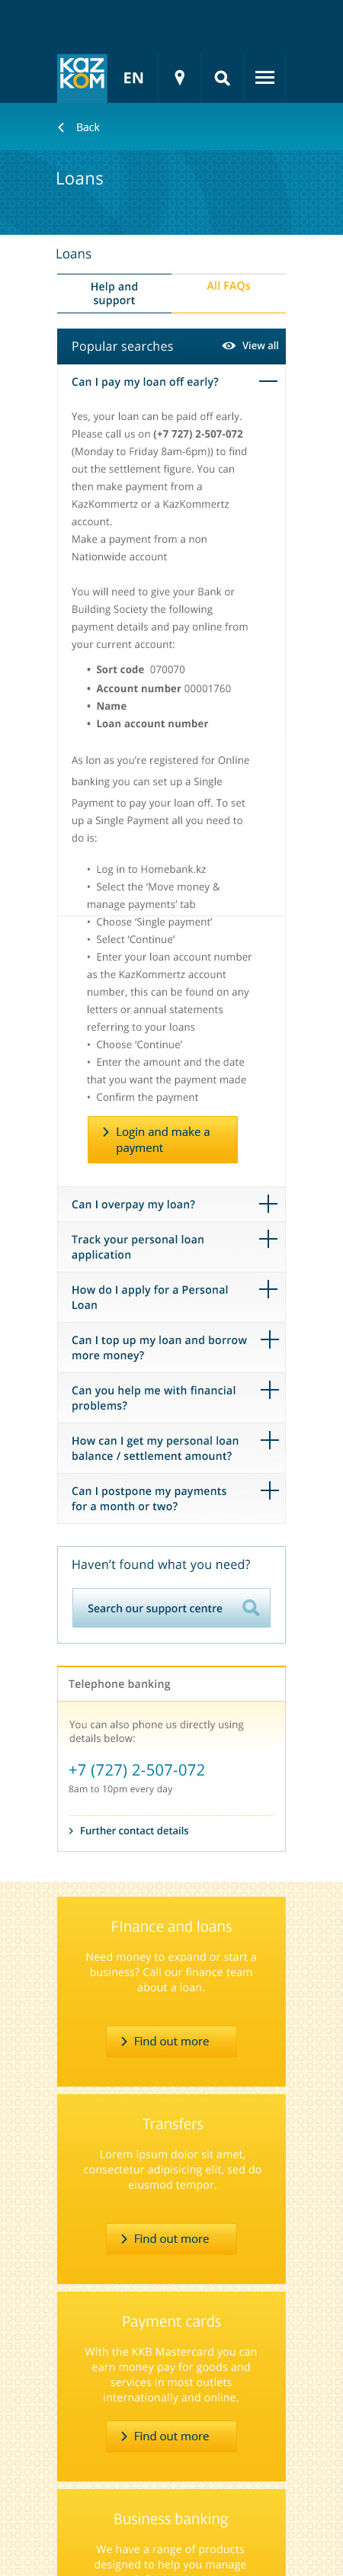 KAZ
KOM
EN
Back
Loans
Loans
Help and
support
All FAQs
Popular searches
View all
Can I pay my loan off early?
Yes, your loan can be paid off early.
Please call us on (+7 727) 2-507-072
(Monday to Friday 8am-6pm)) to find
out the settlement figure. You can
then make payment from a
KazKommertz or a KazKommertz
account.
Make a payment from a non
Nationwide account
You will need to give your Bank or
Building Society the following
payment details and pay online from
your current account:
• Sort code 070070
• Account number 00001760
• Name
• Loan account number
As lon as you're registered for Online
banking you can set up a Single
Payment to pay your loan off. To set
up a Single Payment all you need to
do is:
• Log in to Homebank.kz
• Select the ‘Move money &
manage payments’ tab
• Choose ‘Single payment’
• Select ‘Continue’
• Enter your loan account number
as the KazKommertz account
number, this can be found on any
letters or annual statements
referring to your loans
• Choose ‘Continue’
• Enter the amount and the date
that you want the payment made
• Confirm the payment
Login and make a
payment
Can I overpay my loan?
Track your personal loan
application
How do I apply for a Personal
Loan
Can I top up my loan and borrow
more money?
Can you help me with financial
problems?
How can I get my personal loan
balance / settlement amount?
Can I postpone my payments
for a month or two?
Haven’t found what you need?
Search our support centre
Telephone banking
You can also phone us directly using
details below:
+7 (727) 2-507-072
8am to 10pm every day
Further contact details
Finance and loans
Need money to expand or start a
business? Call our finance team
about a loan.
Find out more
Transfers
Lorem ipsum dolor sit amet,
consectetur adipisicing elit, sed do
eiusmod tempor.
Find out more
Payment cards
With the KKB Mastercard you can
earn money pay for goods and
services in most outlets
internationally and online.
Find out more
Business banking
We have a range of products
designed to help you manage